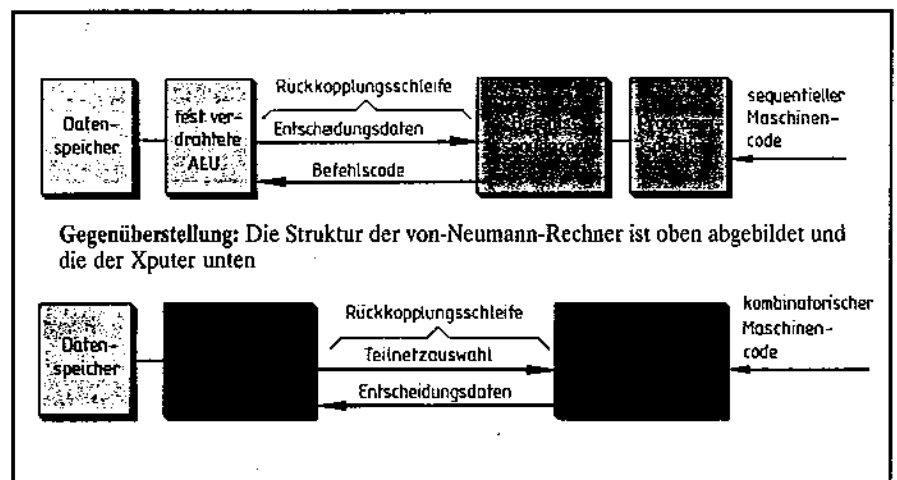 Daten-
speicher
fest ver-
drahtete
ALU
Rückkopplungsschleife
Entscheidungsdaten
Befehlscode
sequentieller
Maschinen-
code
Gegenüberstellung: Die Struktur der von-Neumann-Rechner ist oben abgebildet und
die der Xputer unten
Daten-
speicher
Rückkopplungsschleife
Teilnetzauswahl
Entscheidungsdaten
kombinatorischer
Maschinen-
code